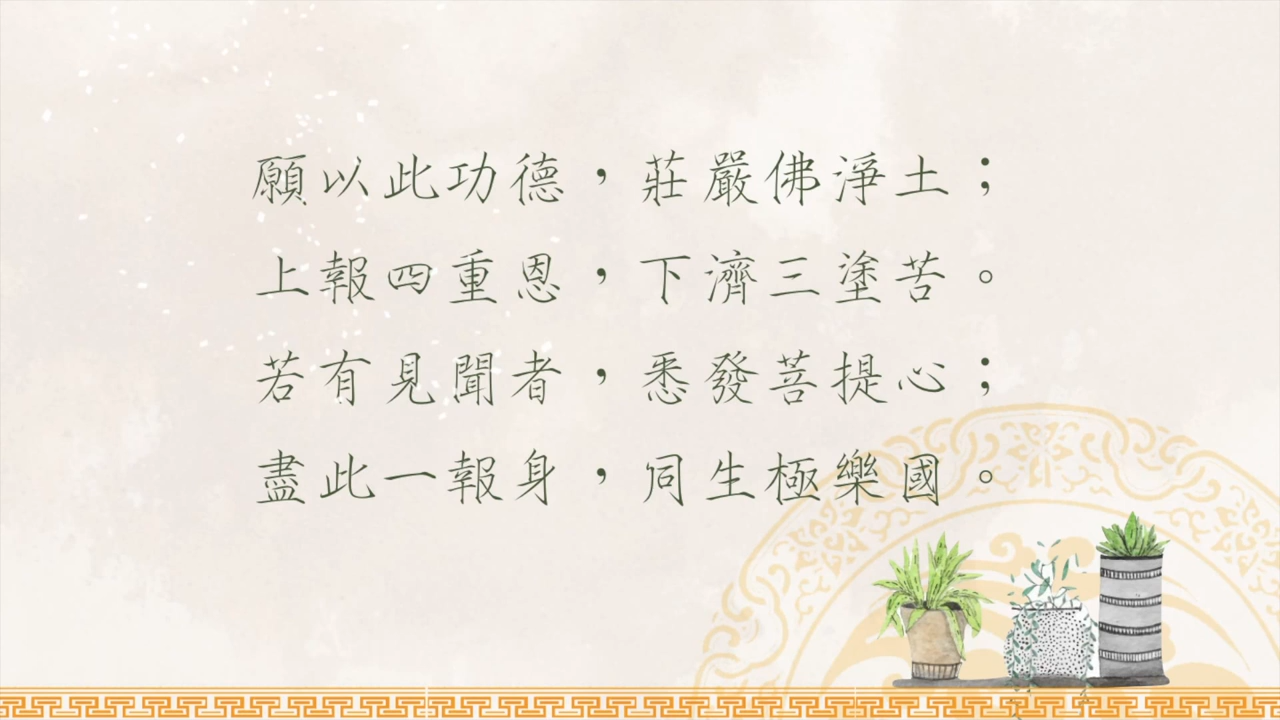 願以此功德，莊嚴佛淨土；
上報四重恩，下濟三塗苦。
若有見聞者，悉發菩提心；
盡此一報身，同生極樂國。